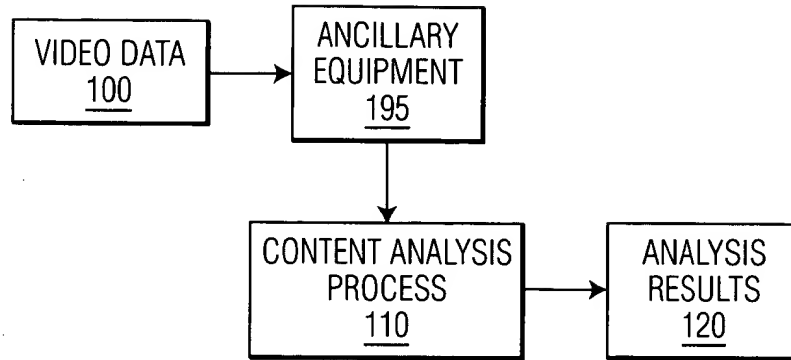 VIDEO DATA
100
ANCILLARY
EQUIPMENT
195
CONTENT ANALYSIS
PROCESS
110
ANALYSIS
RESULTS
120